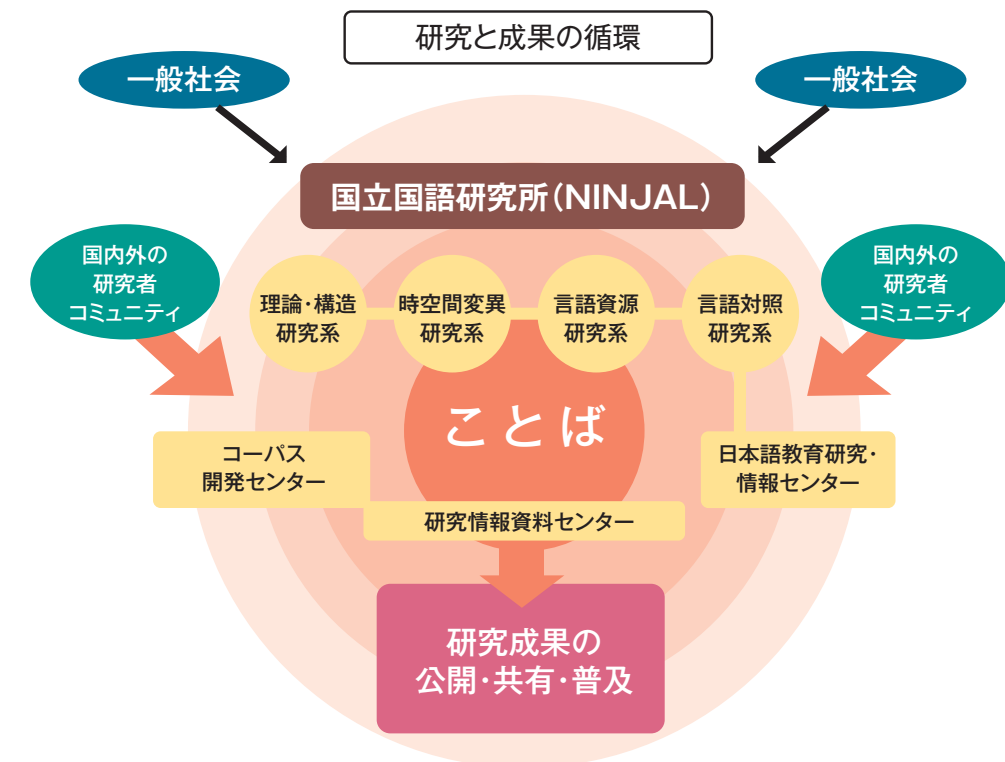 研究と成果の循環
一般社会
一般社会
国立国語研究所(NINJAL)
国内外の
研究者
コミュニティ
国内外の
研究者
コミュニティ
理論・構造
研究系
時空間変異
研究系
言語資源
研究系
言語対照
研究系
ことば
コーパス
開発センター
日本語教育研究・
情報センター
研究情報資料センター
研究成果の
公開・共有・普及